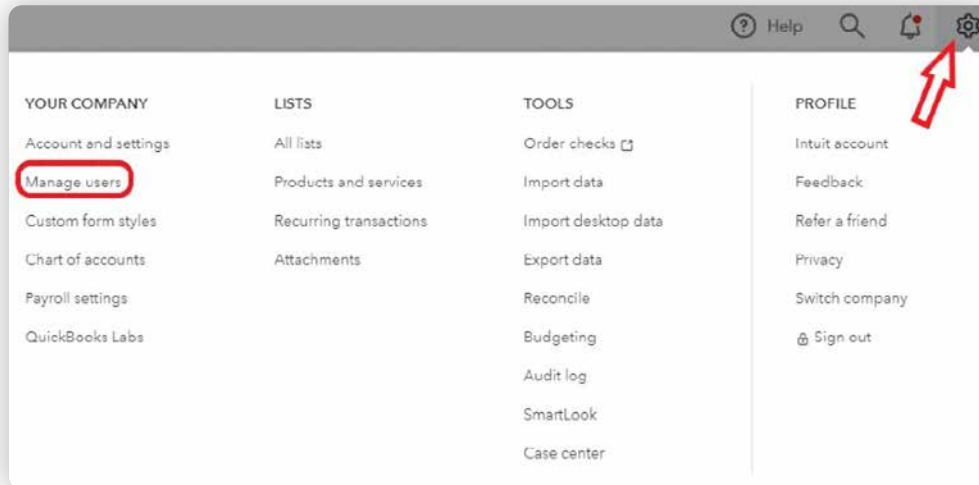 Help
YOUR COMPANY
Account and settings
Manage users
Custom form styles
Chart of accounts
Payroll settings
QuickBooks Labs
LISTS
All lists
Products and services
Recurring transactions
Attachments
TOOLS
Order checks
Import data
Import desktop data
Export data
Reconcile
Budgeting
Audit log
SmartLook
Case center
PROFILE
Intuit account
Feedback
Refer a friend
Privacy
Switch company
Sign out